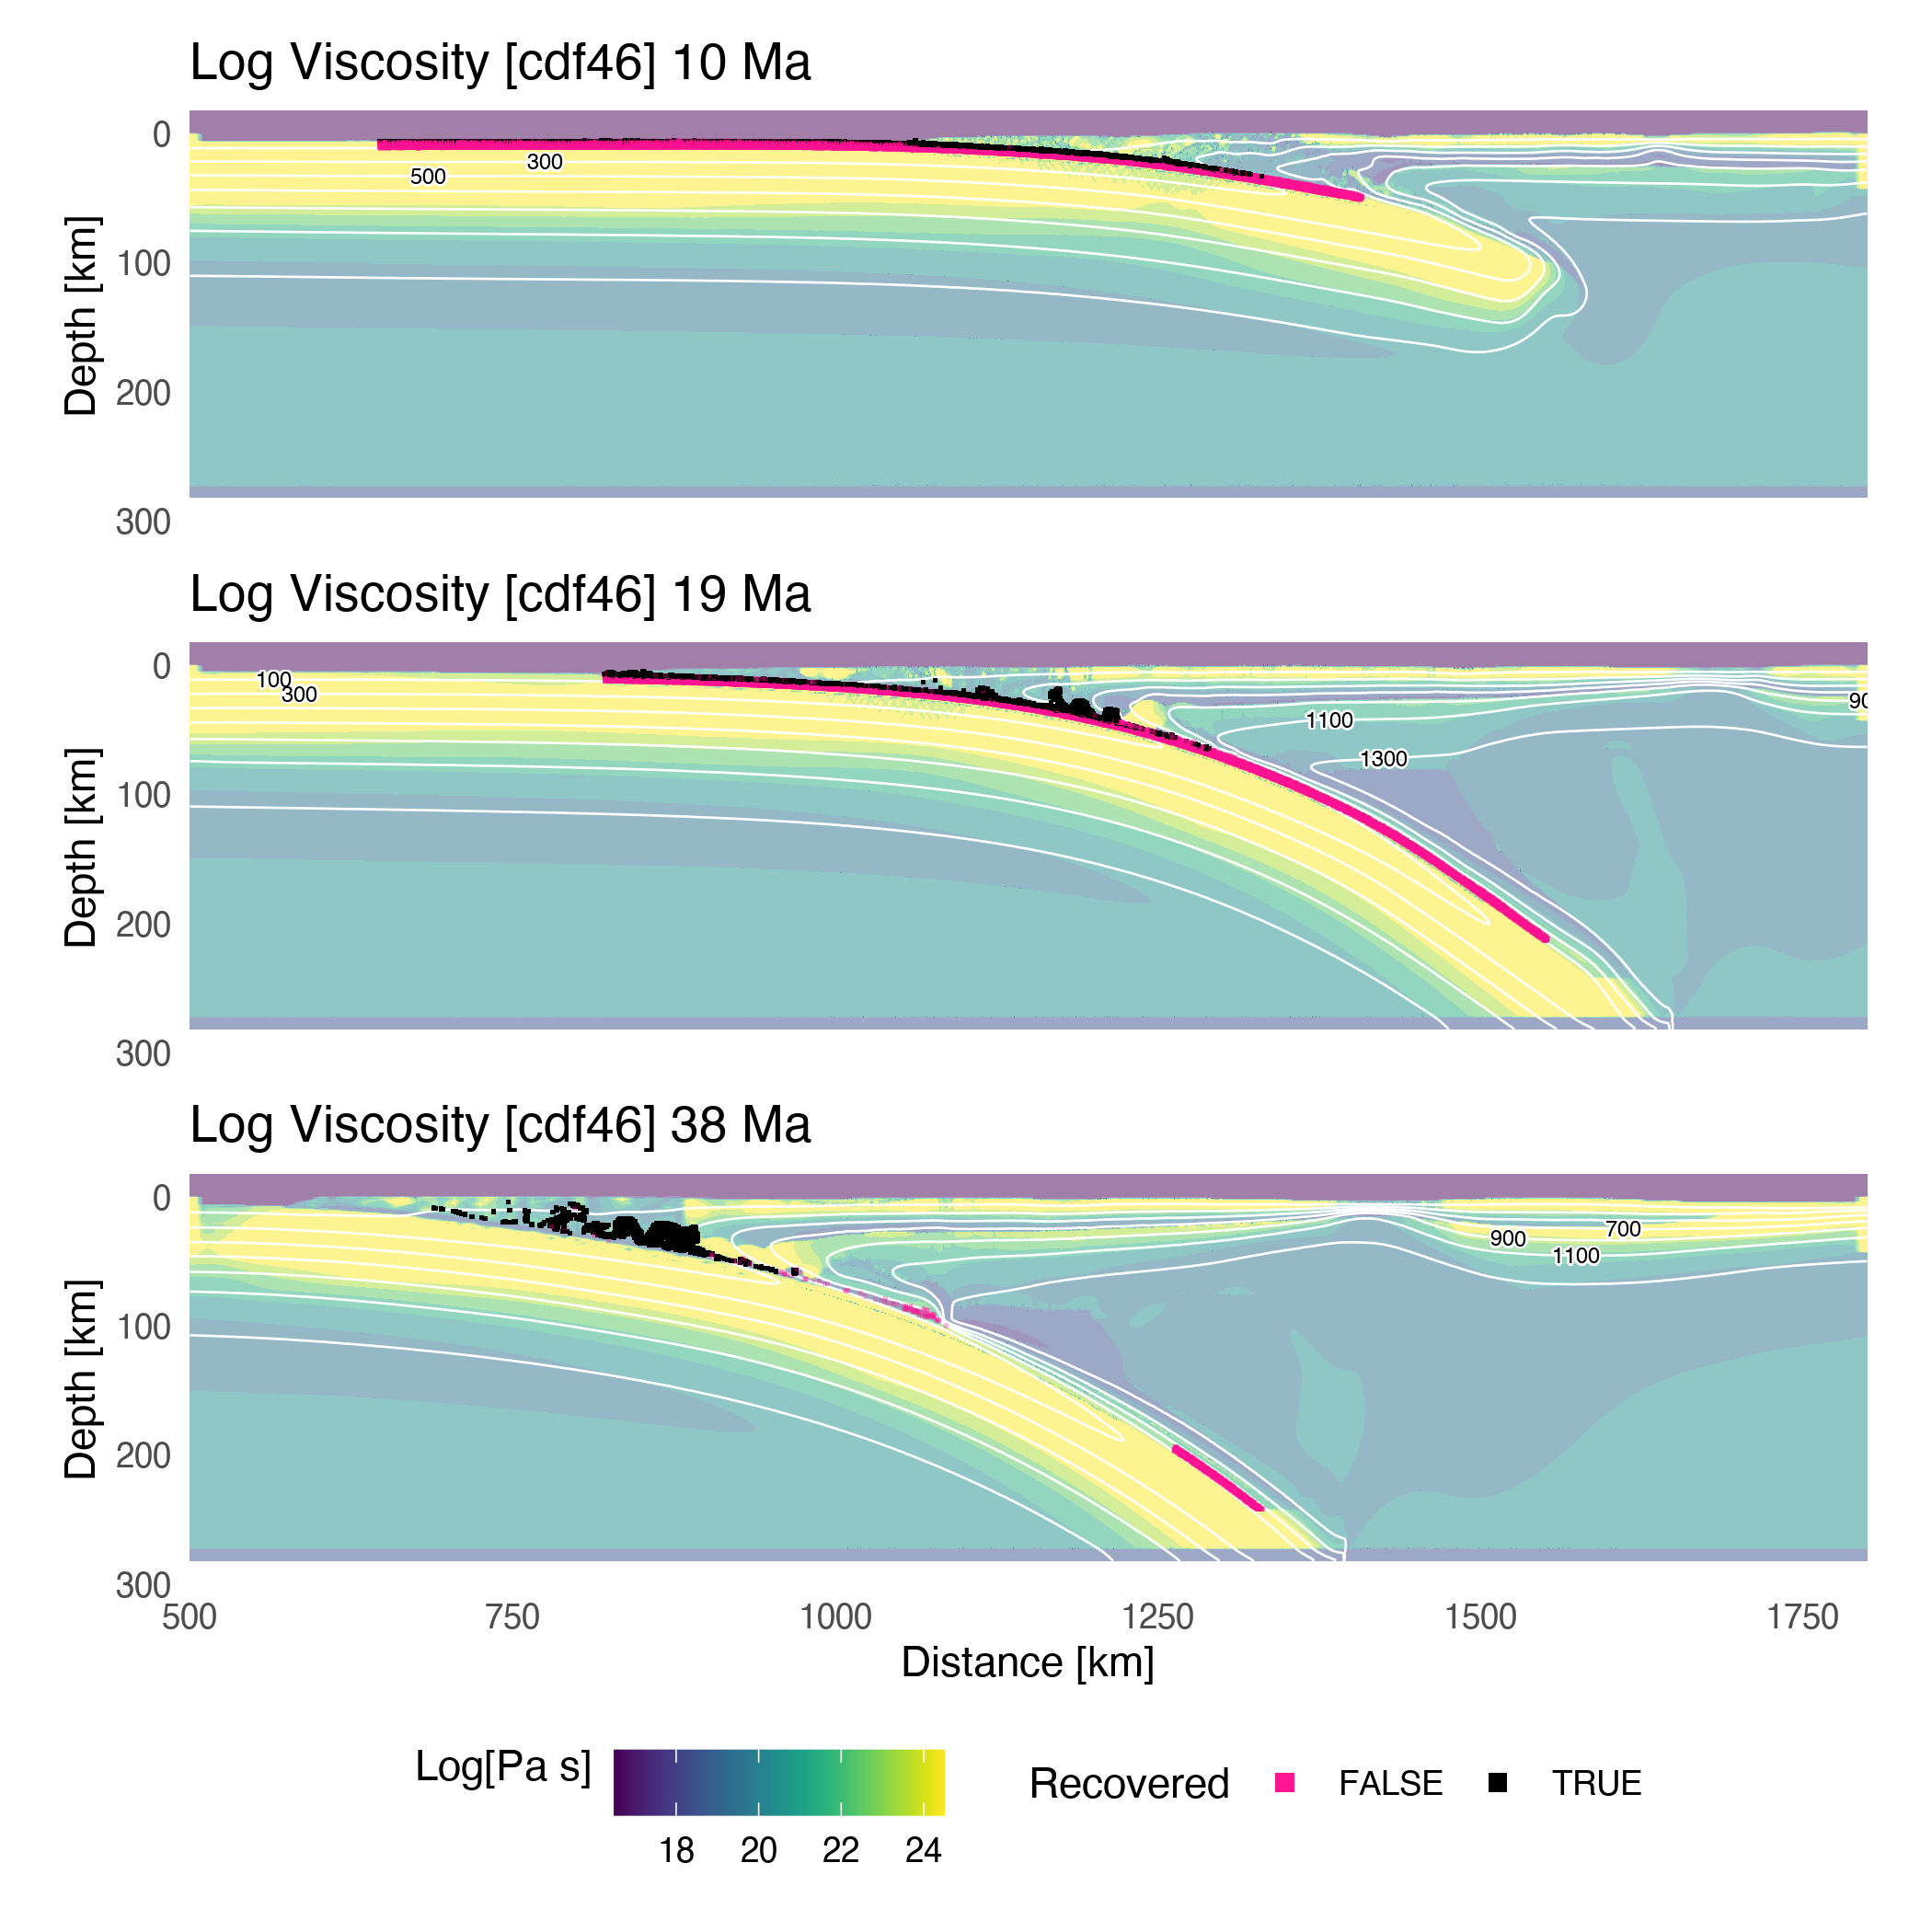 Log Viscosity [cdf46] 10 Ma
0
100
200
300
Depth [km]
300
500
Log Viscosity [cdf46] 19 Ma
0
100
200
300
Depth [km]
100
300
1100
1300
90
Log Viscosity [cdf46] 38 Ma
0
100
200
300
Depth [km]
700
900
1100
500 750 1000 1250 1500 1750
Distance [km]
Log[Pa s]
18 20 22 24
Recovered FALSE TRUE